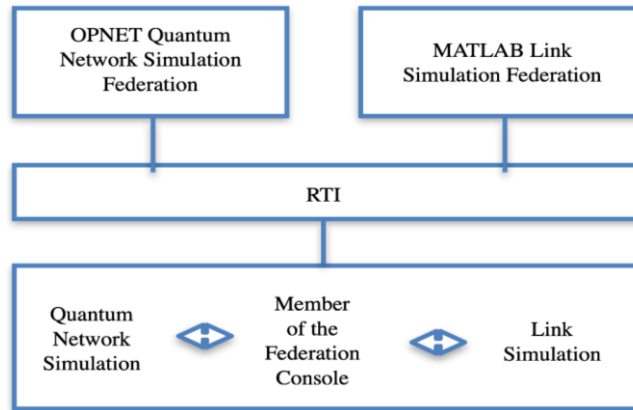 OPNET Quantum
Network Simulation
Federation
MATLAB Link
Simulation Federation
RTI
Quantum
Network
Simulation
Member
of the
Federation
Console
Link
Simulation